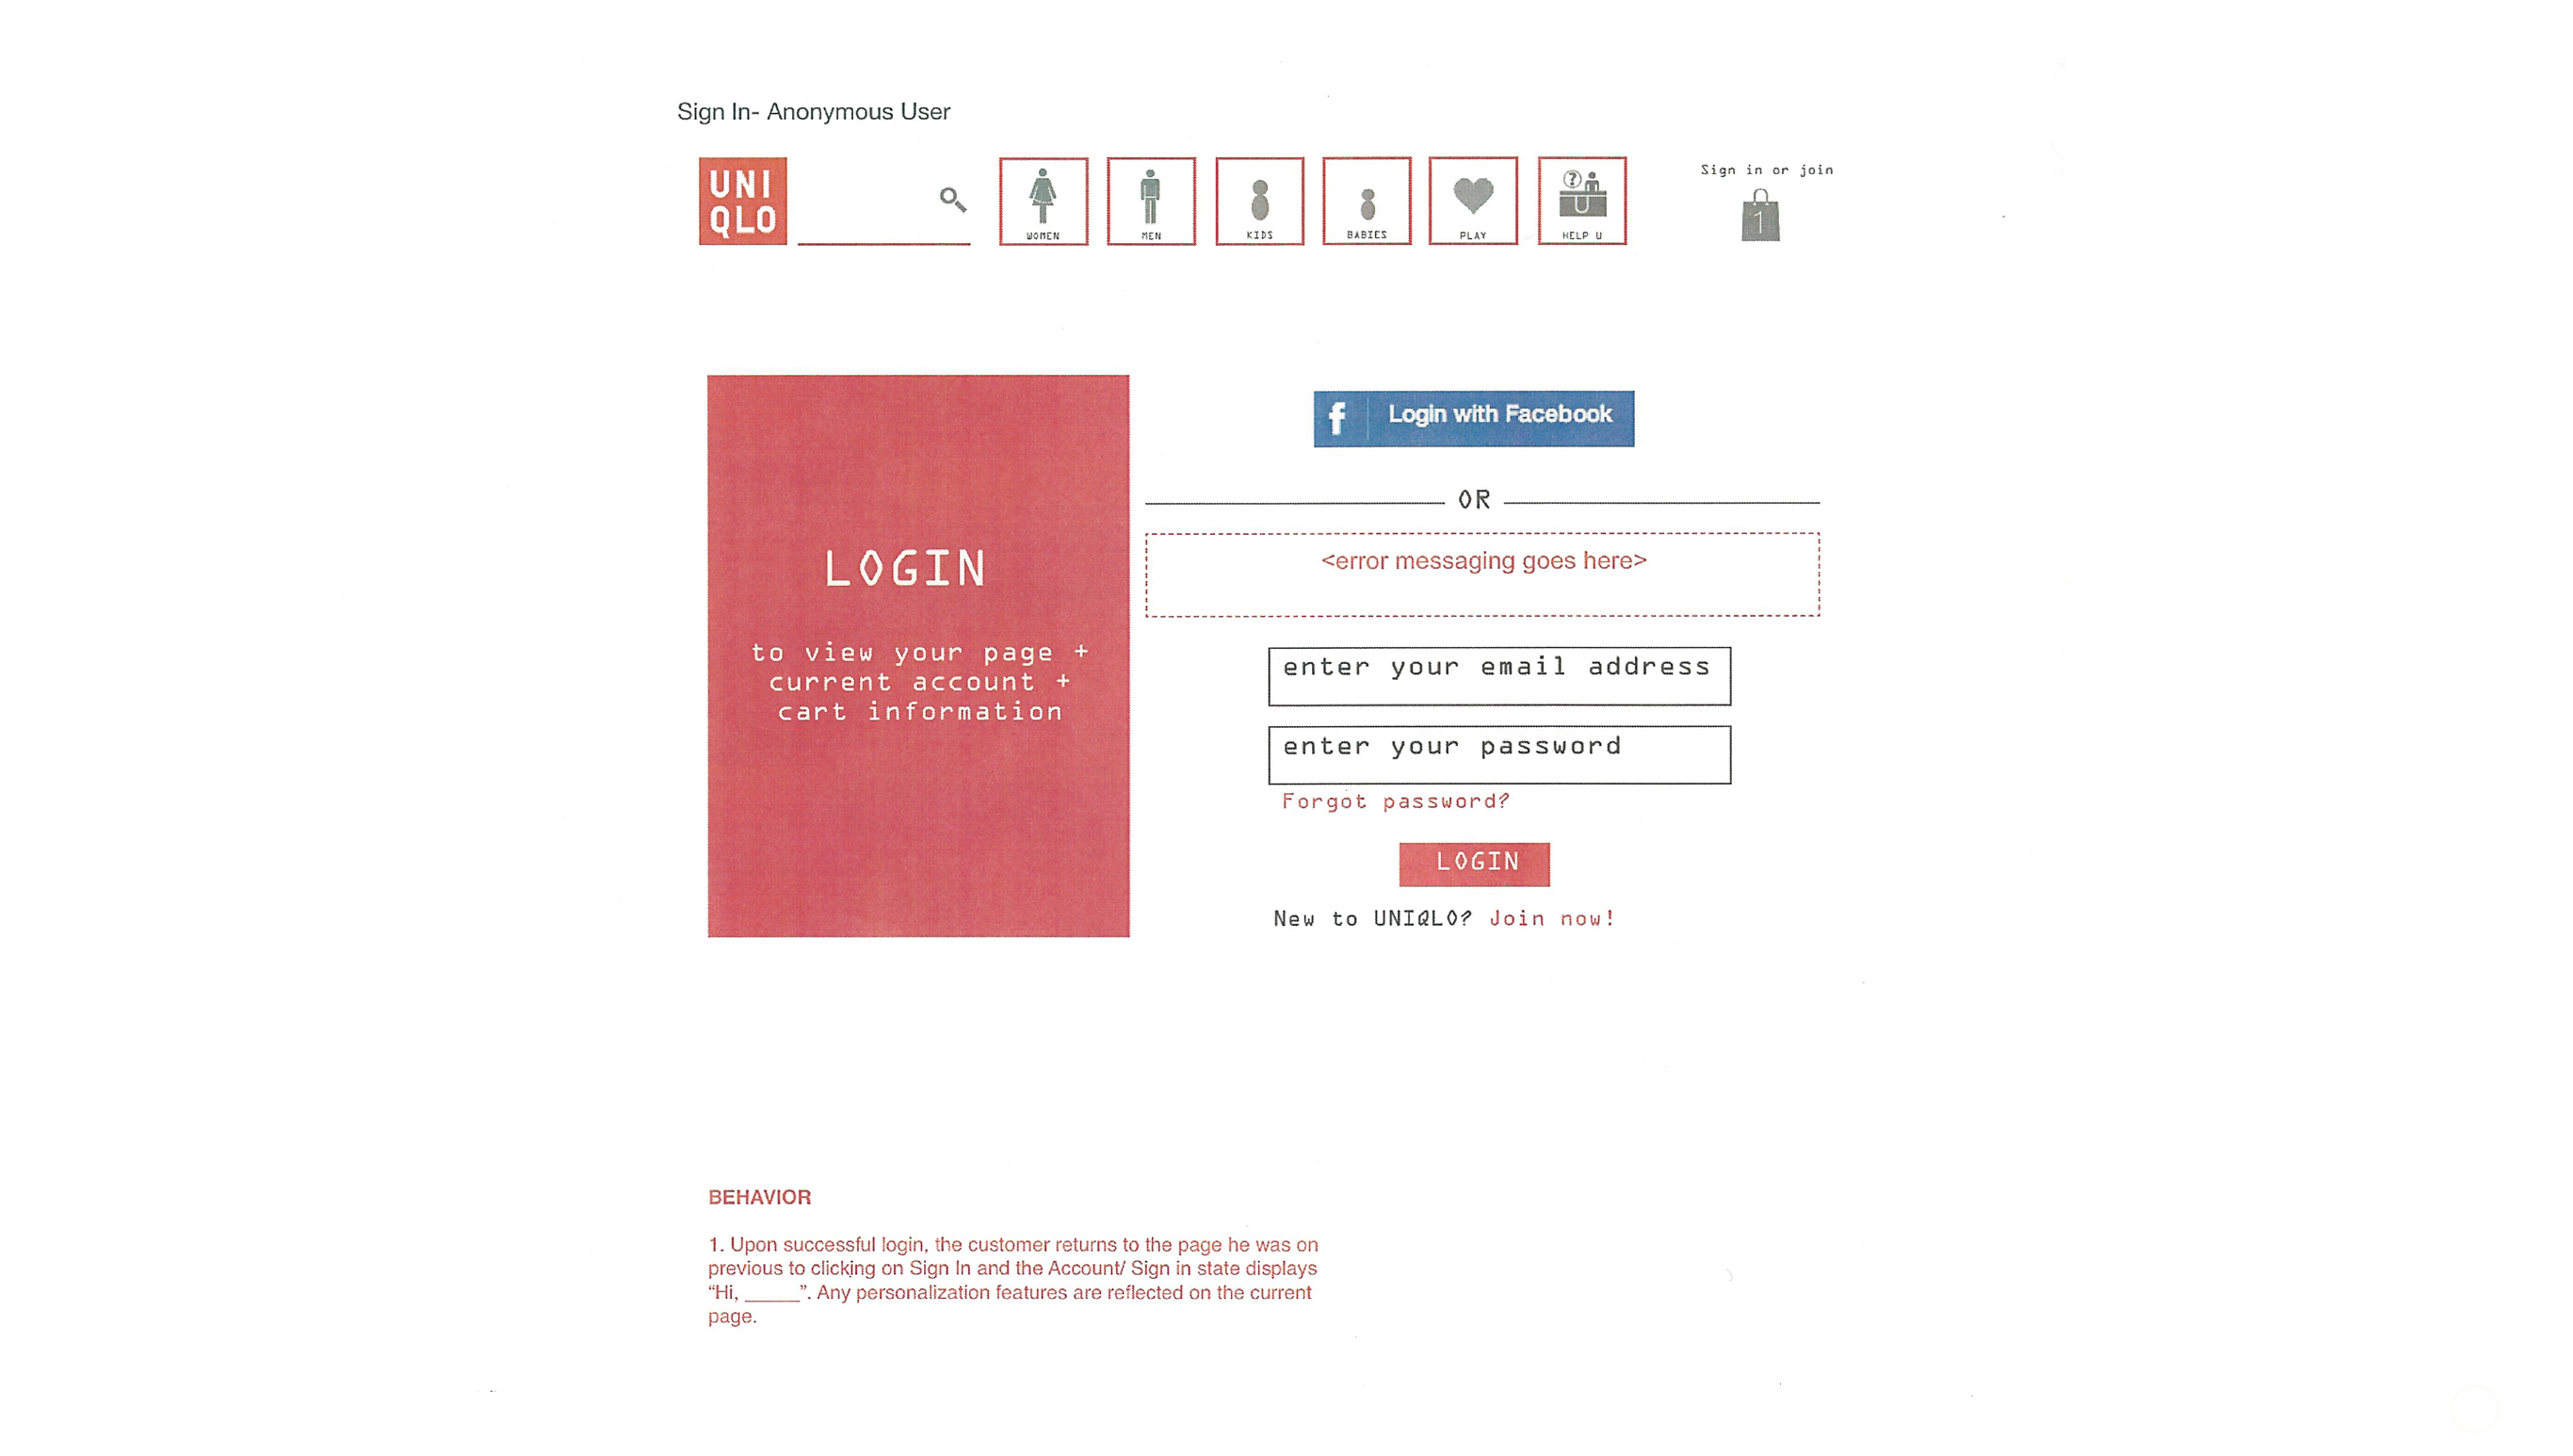 Sign In- Anonymous User
UNI
QLO
WOMEN
MEN
KIDS
BABIES
PLAY
?
U
HELP U
Sign in or join
1
f Login with Facebook
OR
<error messaging goes here>
LOGIN
to view your page +
current account +
cart information
enter your email address
enter your password
Forgot password?
LOGIN
New to UNIQLO? Join now!
BEHAVIOR
1. Upon successful login, the customer returns to the page he was on
previous to clicking on Sign In and the Account/ Sign in state displays
“Hi, _____”. Any personalization features are reflected on the current
page.